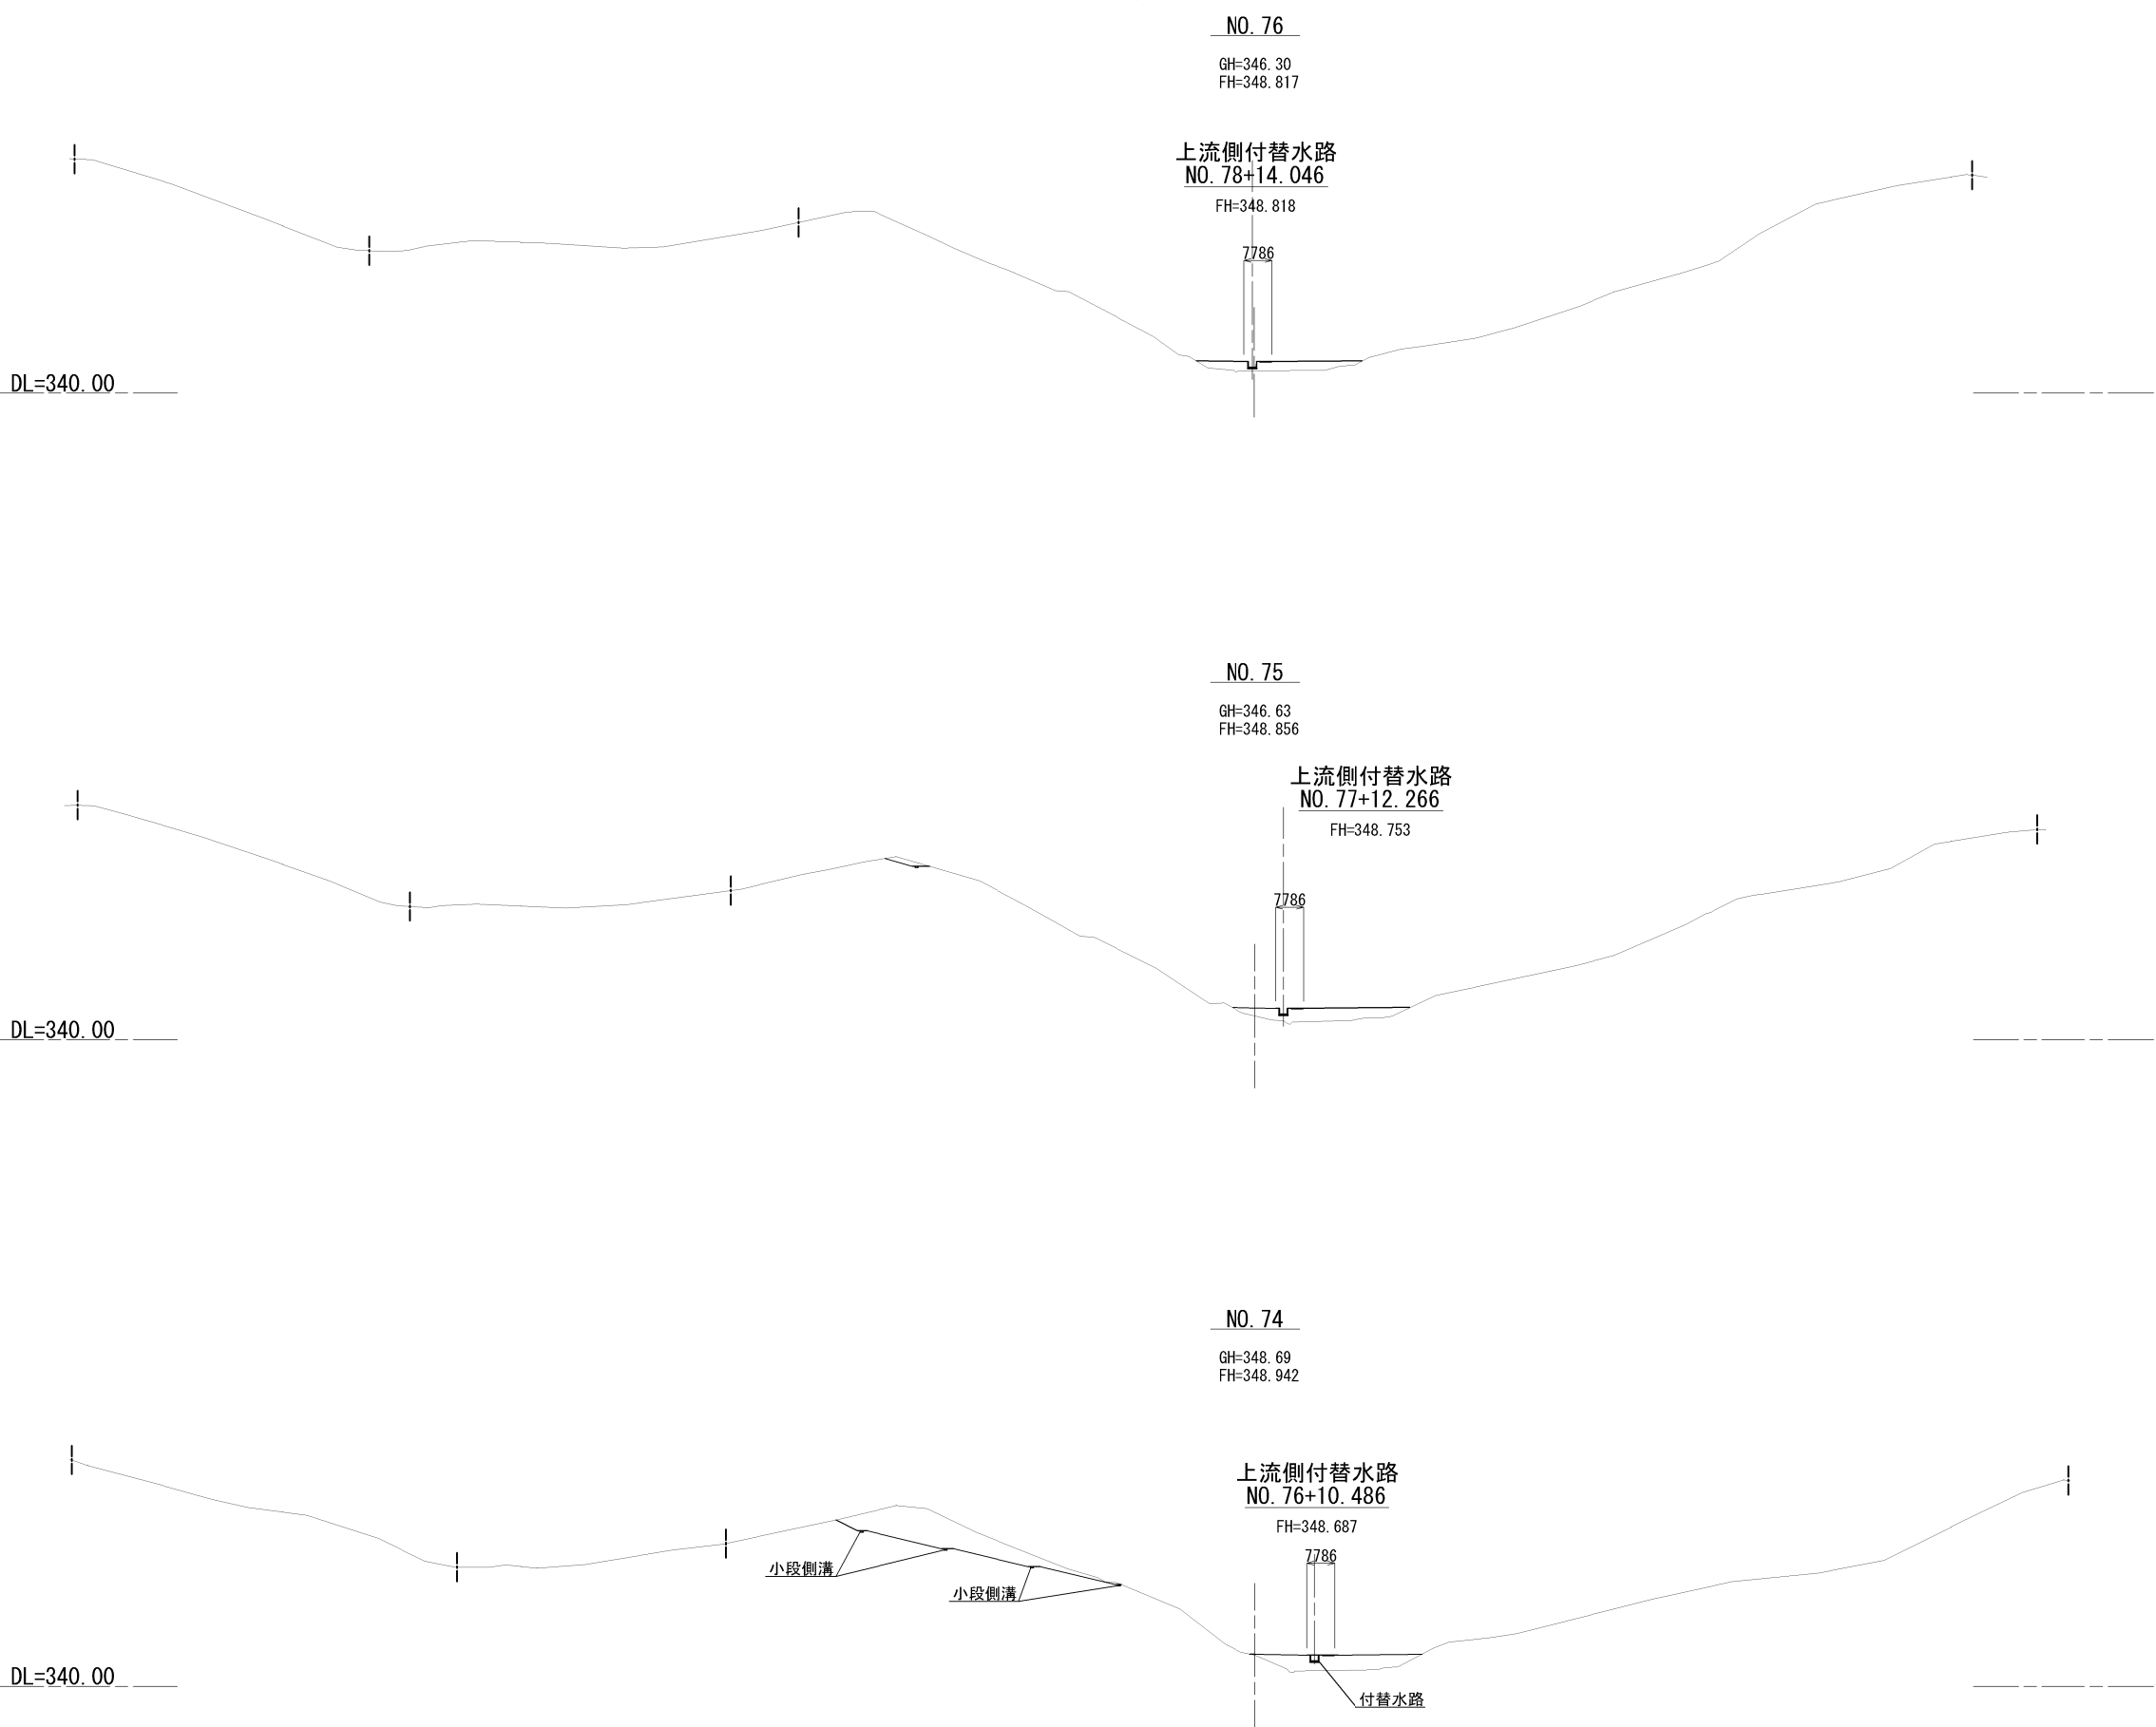 NO.76
GH=346.30
FH=348.817
上流側付替水路
NO.78+14.046
FH=348.818
7786
DL=340.00
NO.75
GH=346.63
FH=348.856
上流側付替水路
NO.77+12.266
FH=348.753
7786
DL=340.00
NO.74
GH=348.69
FH=348.942
上流側付替水路
NO.76+10.486
FH=348.687
7786
小段側溝
小段側溝
DL=340.00
付替水路